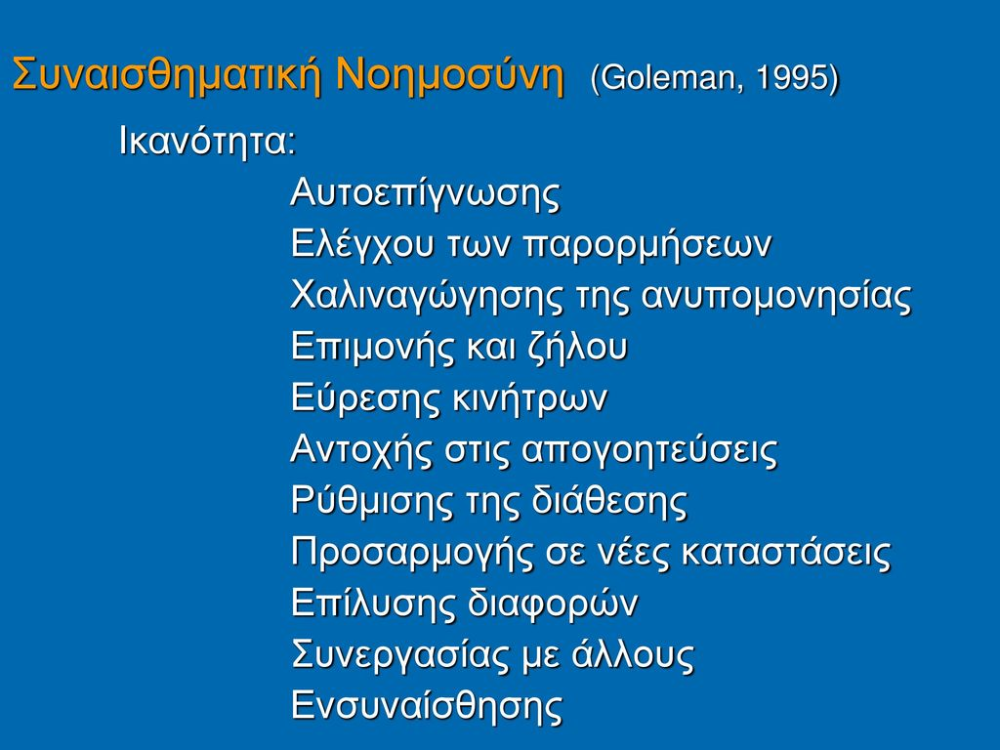 Συναισθηματική Νοημοσύνη (Goleman, 1995)
Ικανότητα:
Αυτοεπίγνωσης
Ελέγχου των παρορμήσεων
Χαλιναγώγησης της ανυπομονησίας
Επιμονής και ζήλου
Εύρεσης κινήτρων
Αντοχής στις απογοητεύσεις
Ρύθμισης της διάθεσης
Προσαρμογής σε νέες καταστάσεις
Επίλυσης διαφορών
Συνεργασίας με άλλους
Ενσυναίσθησης